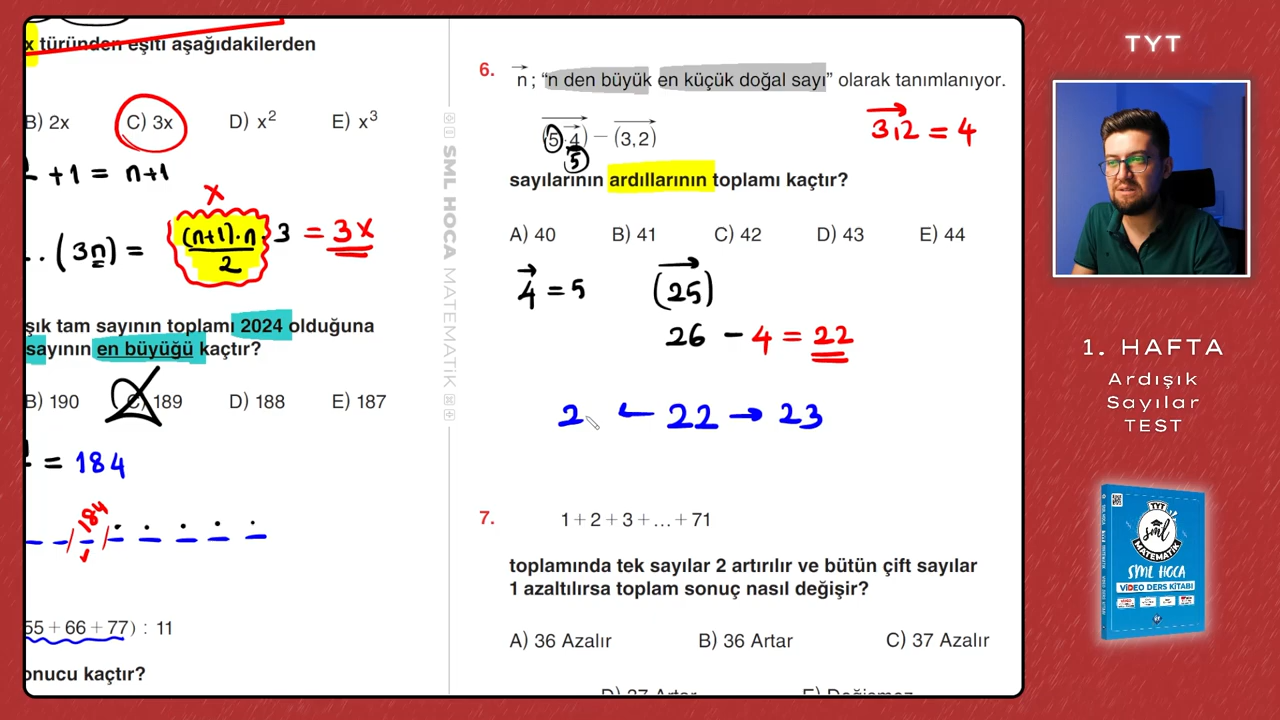 x türünden eşiti aşağıdakilerden
B) 2x C) 3x D) x² E) x³
+1 = n+1
x
.. (3n) = (n+1)·n / 2 · 3 = 3x
şık tam sayının toplamı 2024 olduğuna
sayının en büyüğü kaçtır?
B) 190 C) 189 D) 188 E) 187
= 184
184
55 + 66 + 77) : 11
onucu kaçtır?
SML HOCA MATEMATİK
6. n⃗ ; “n den büyük en küçük doğal sayı” olarak tanımlanıyor.
(5·4) − (3,2)
5
3,2 = 4
sayılarının ardıllarının toplamı kaçtır?
A) 40 B) 41 C) 42 D) 43 E) 44
4 = 5 (25)
26 - 4 = 22
2 ← 22 → 23
7. 1 + 2 + 3 + ... + 71
toplamında tek sayılar 2 artırılır ve bütün çift sayılar
1 azaltılırsa toplam sonuç nasıl değişir?
A) 36 Azalır B) 36 Artar C) 37 Azalır
D) 37 Artar E) Değişmez
TYT
1. HAFTA
Ardışık
Sayılar
TEST
TYT
sml
MATEMATİK
SML HOCA
VİDEO DERS KİTABI